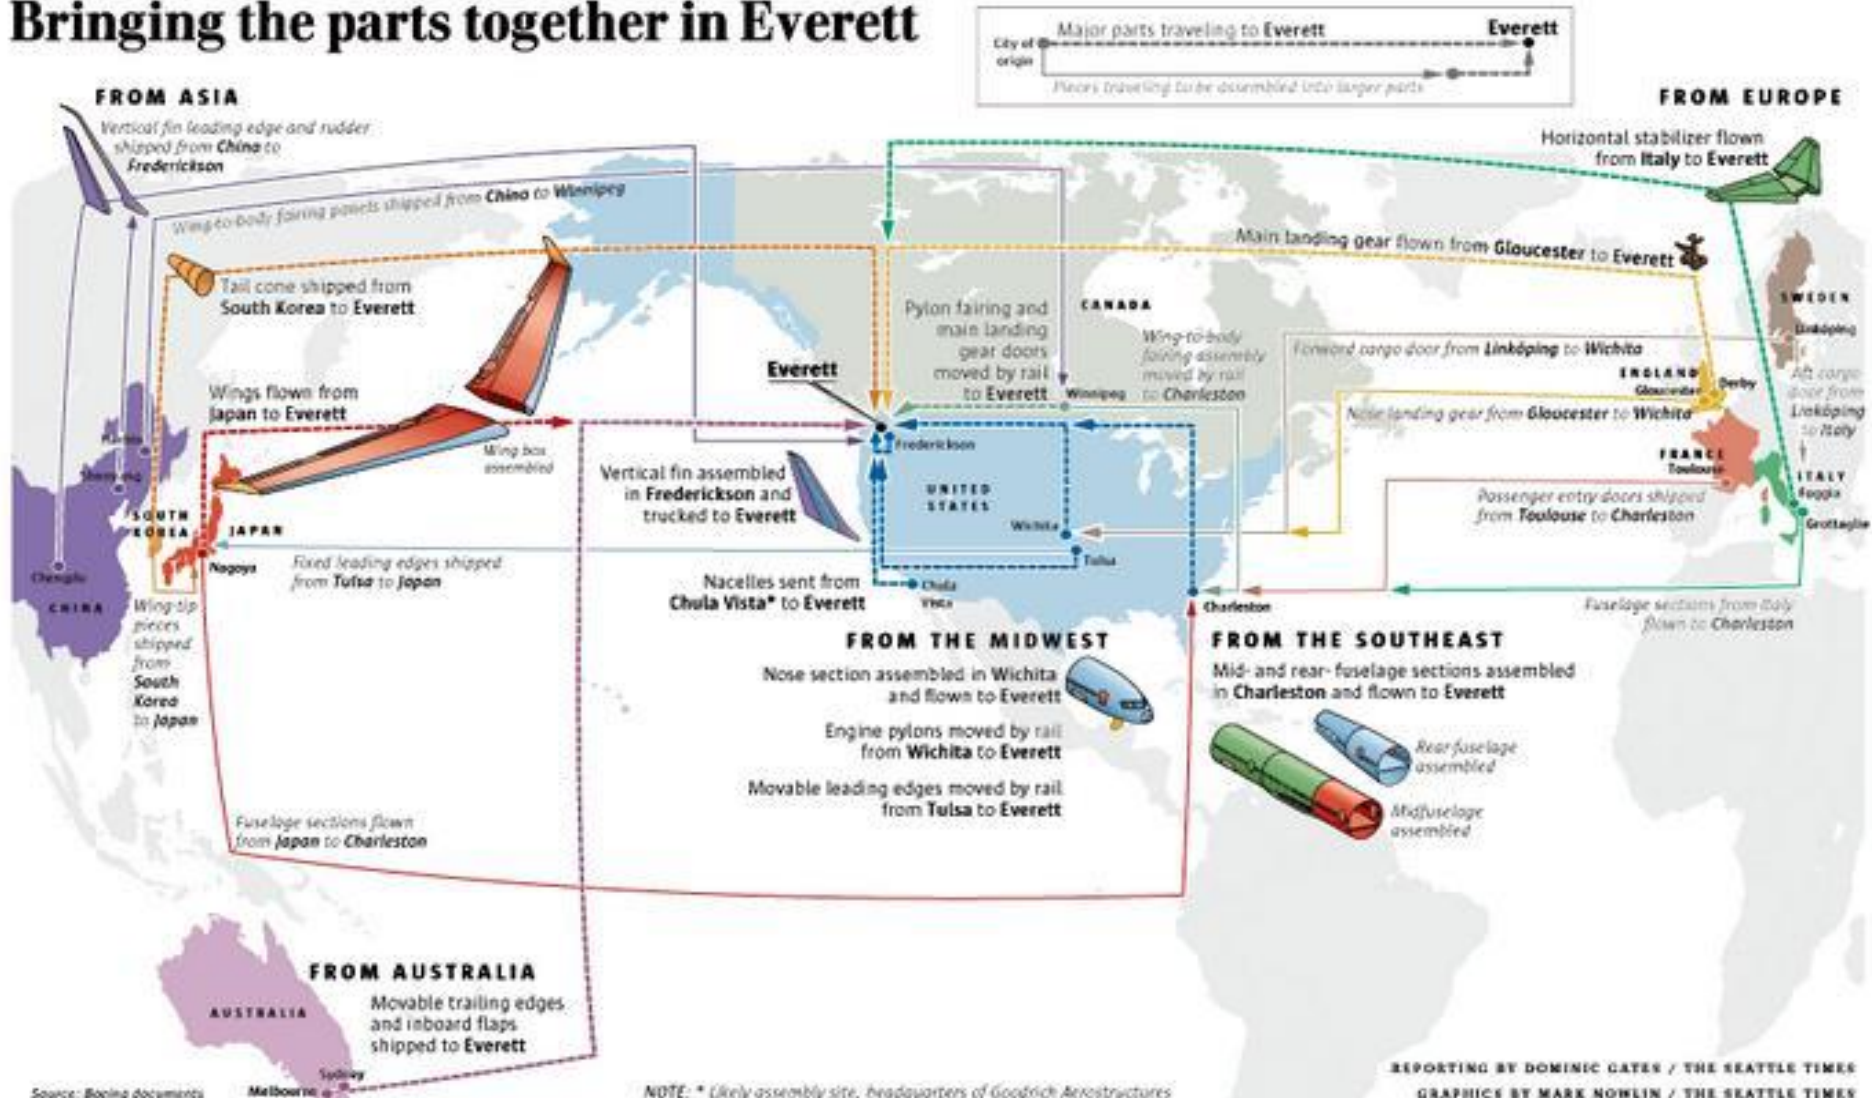 Bringing the parts together in Everett
Major parts traveling to Everett
Everett
City of
origin
Pieces traveling to be assembled into larger parts
FROM ASIA
Vertical fin leading edge and rudder
shipped from China to
Frederickson
Wing-to-body fairing panels shipped from China to Winnipeg
Tail cone shipped from
South Korea to Everett
Wings flown from
Japan to Everett
Wing box
assembled
SOUTH
KOREA
JAPAN
Nagoya
Chengdu
CHINA
Fixed leading edges shipped
from Tulsa to Japan
Wing-tip
pieces
shipped
from
South
Korea
to Japan
Fuselage sections flown
from Japan to Charleston
FROM AUSTRALIA
AUSTRALIA
Movable trailing edges
and inboard flaps
shipped to Everett
Sydney
Melbourne
Source: Boeing documents
Everett
Frederickson
Vertical fin assembled
in Frederickson and
trucked to Everett
Nacelles sent from
Chula Vista* to Everett
Chula
Vista
UNITED
STATES
Wichita
Tulsa
Pylon fairing and
main landing
gear doors
moved by rail
to Everett
CANADA
Winnipeg
Wing-to-body
fairing assembly
moved by rail
to Charleston
FROM THE MIDWEST
Nose section assembled in Wichita
and flown to Everett
Engine pylons moved by rail
from Wichita to Everett
Movable leading edges moved by rail
from Tulsa to Everett
Charleston
FROM THE SOUTHEAST
Mid- and rear- fuselage sections assembled
in Charleston and flown to Everett
Rear fuselage
assembled
Midfuselage
assembled
FROM EUROPE
Horizontal stabilizer flown
from Italy to Everett
Main landing gear flown from Gloucester to Everett
SWEDEN
Linköping
Forward cargo door from Linköping to Wichita
ENGLAND
Gloucester
Derby
Nose landing gear from Gloucester to Wichita
Aft cargo
door from
Linköping
to Italy
FRANCE
Toulouse
Passenger entry doors shipped
from Toulouse to Charleston
ITALY
Foggia
Grottaglie
Fuselage sections from Italy
flown to Charleston
NOTE: * Likely assembly site, headquarters of Goodrich Aerostructures
REPORTING BY DOMINIC GATES / THE SEATTLE TIMES
GRAPHICS BY MARK NOWLIN / THE SEATTLE TIMES